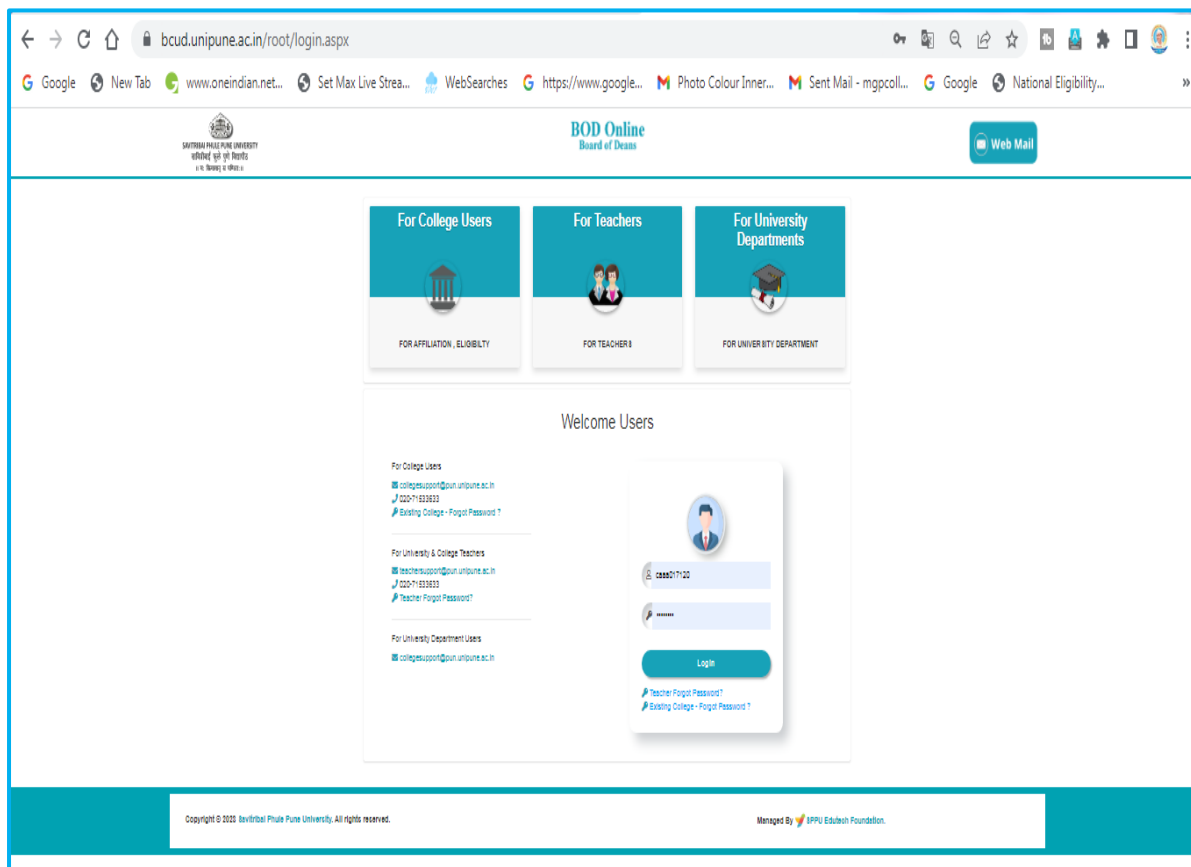 bcud.unipune.ac.in/root/login.aspx
Google New Tab www.oneindian.net... Set Max Live Strea... WebSearches https://www.google... Photo Colour Inner... Sent Mail - mgpcoll... Google National Eligibility... »
SAVITRIBAI PHULE PUNE UNIVERSITY
सावित्रीबाई फुले पुणे विद्यापीठ
BOD Online
Board of Deans
Web Mail
For College Users
FOR AFFILIATION , ELIGIBILTY
For Teachers
FOR TEACHERS
For University
Departments
FOR UNIVERSITY DEPARTMENT
Welcome Users
For College Users
collegesupport@pun.unipune.ac.in
020-71533633
Existing College - Forgot Password ?
For University & College Teachers
teachersupport@pun.unipune.ac.in
020-71533633
Teacher Forgot Password?
For University Department Users
collegesupport@pun.unipune.ac.in
caaa017120
Login
Teacher Forgot Password?
Existing College - Forgot Password ?
Copyright © 2023 Savitribai Phule Pune University. All rights reserved.
Managed By SPPU Edutech Foundation.